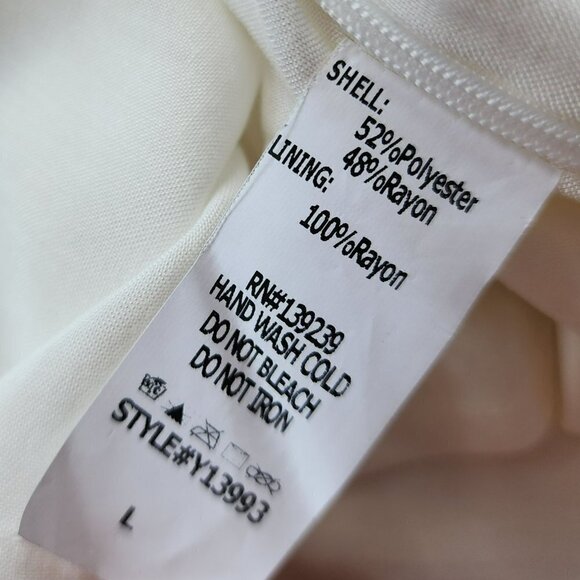 SHELL:
52%Polyester
48%Rayon
LINING:
100%Rayon
RN#139239
HAND WASH COLD
DO NOT BLEACH
DO NOT IRON
STYLE#Y13993
L